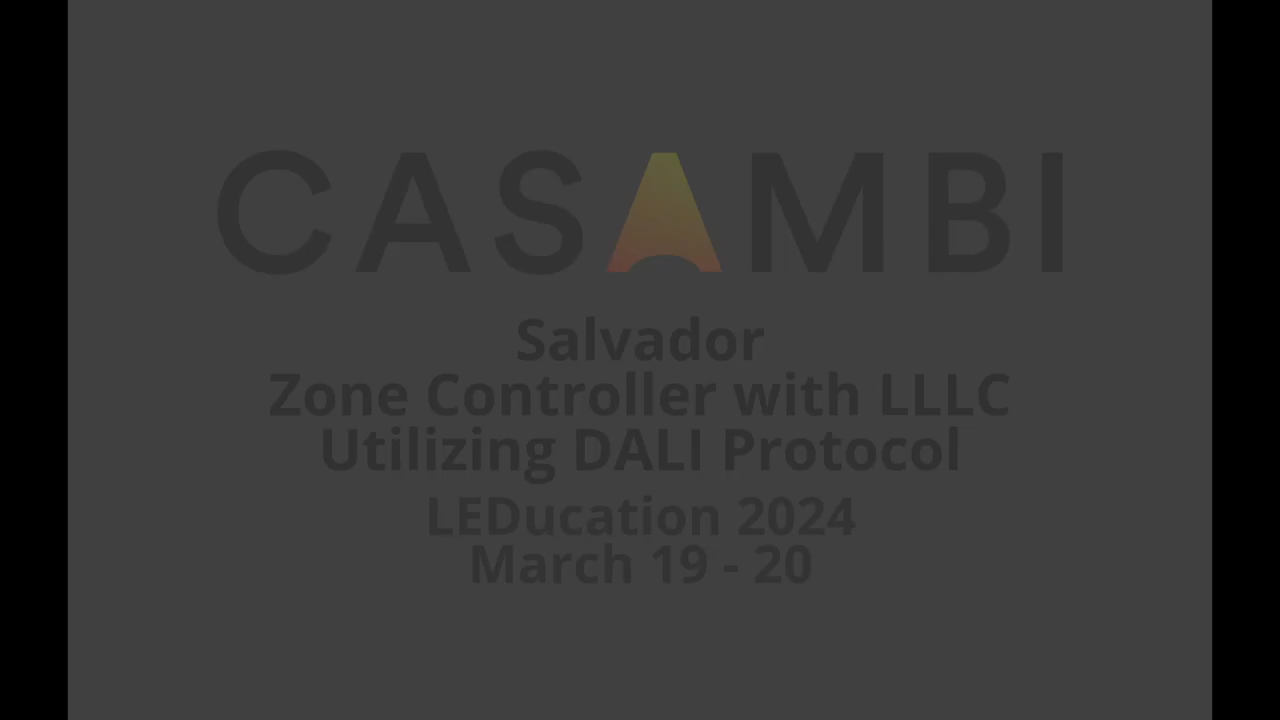 CASAMBI
Salvador
Zone Controller with LLLC
Utilizing DALI Protocol
LEDucation 2024
March 19 - 20